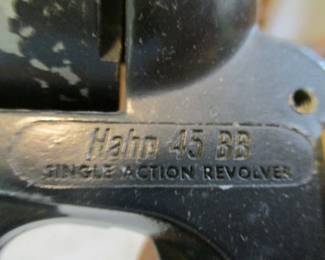 Hahn 45 BB
SINGLE ACTION REVOLVER